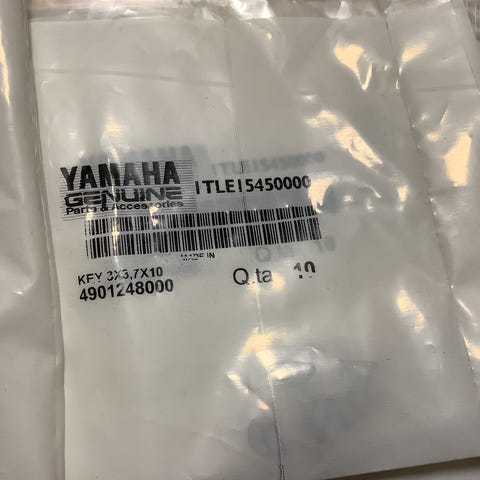 YAMAHA
GENUINE
Parts & Accessories
1TLE15450000
MADE IN
KEY 3X3,7X10
4901248000
Q.ta 10